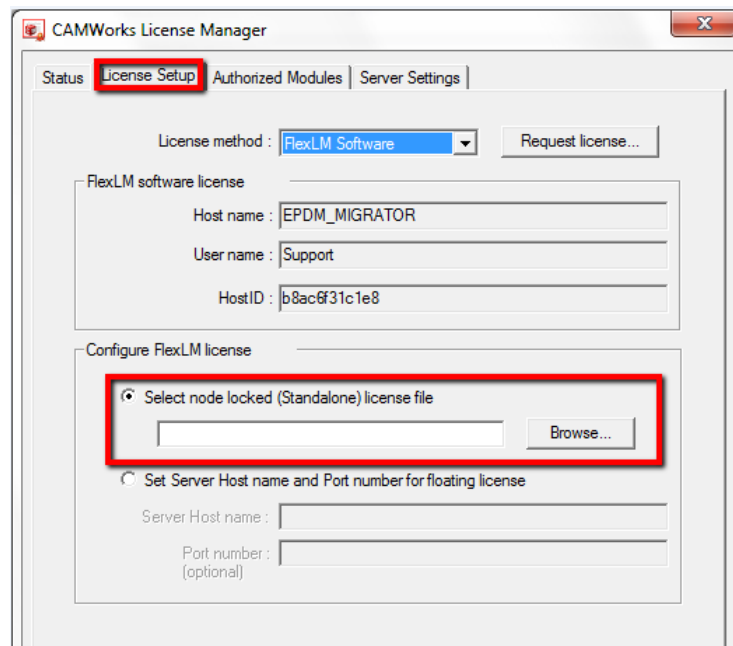 CAMWorks License Manager
Status License Setup Authorized Modules Server Settings
License method : FlexLM Software Request license...
FlexLM software license
Host name : EPDM_MIGRATOR
User name : Support
HostID : b8ac6f31c1e8
Configure FlexLM license
Select node locked (Standalone) license file
Browse...
Set Server Host name and Port number for floating license
Server Host name :
Port number :
(optional)